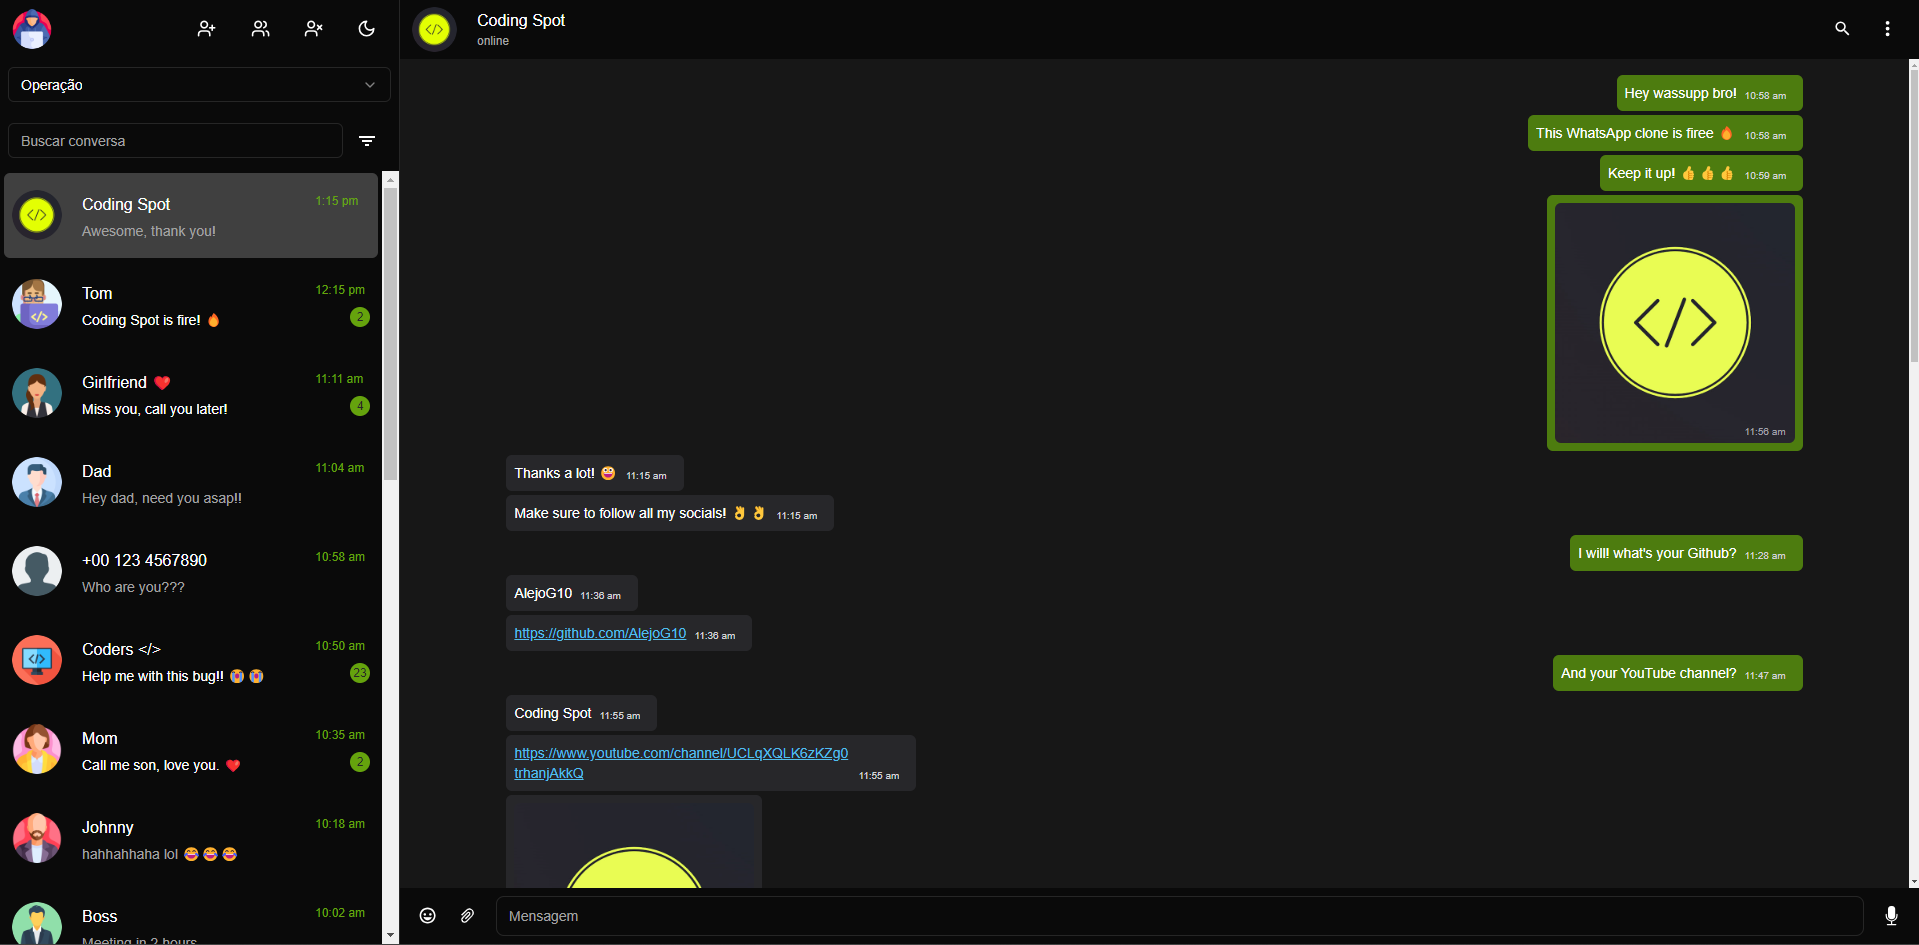 Operação
Buscar conversa
Coding Spot
1:15 pm
Awesome, thank you!
Tom
12:15 pm
Coding Spot is fire! 🔥
2
Girlfriend ❤️
11:11 am
Miss you, call you later!
4
Dad
11:04 am
Hey dad, need you asap!!
+00 123 4567890
10:58 am
Who are you???
Coders </>
10:50 am
Help me with this bug!! 😭 😭
23
Mom
10:35 am
Call me son, love you. ❤️
2
Johnny
10:18 am
hahhahhaha lol 😂 😂 😂
Boss
10:02 am
Meeting in 2 hours
Coding Spot
online
Hey wassupp bro! 10:58 am
This WhatsApp clone is firee 🔥 10:58 am
Keep it up! 👍 👍 👍 10:59 am
</>
11:56 am
Thanks a lot! 😀 11:15 am
Make sure to follow all my socials! 👌 👌 11:15 am
I will! what's your Github? 11:28 am
AlejoG10 11:36 am
https://github.com/AlejoG10 11:36 am
And your YouTube channel? 11:47 am
Coding Spot 11:55 am
https://www.youtube.com/channel/UCLqXQLK6zKZg0
trhanjAkkQ 11:55 am
Mensagem